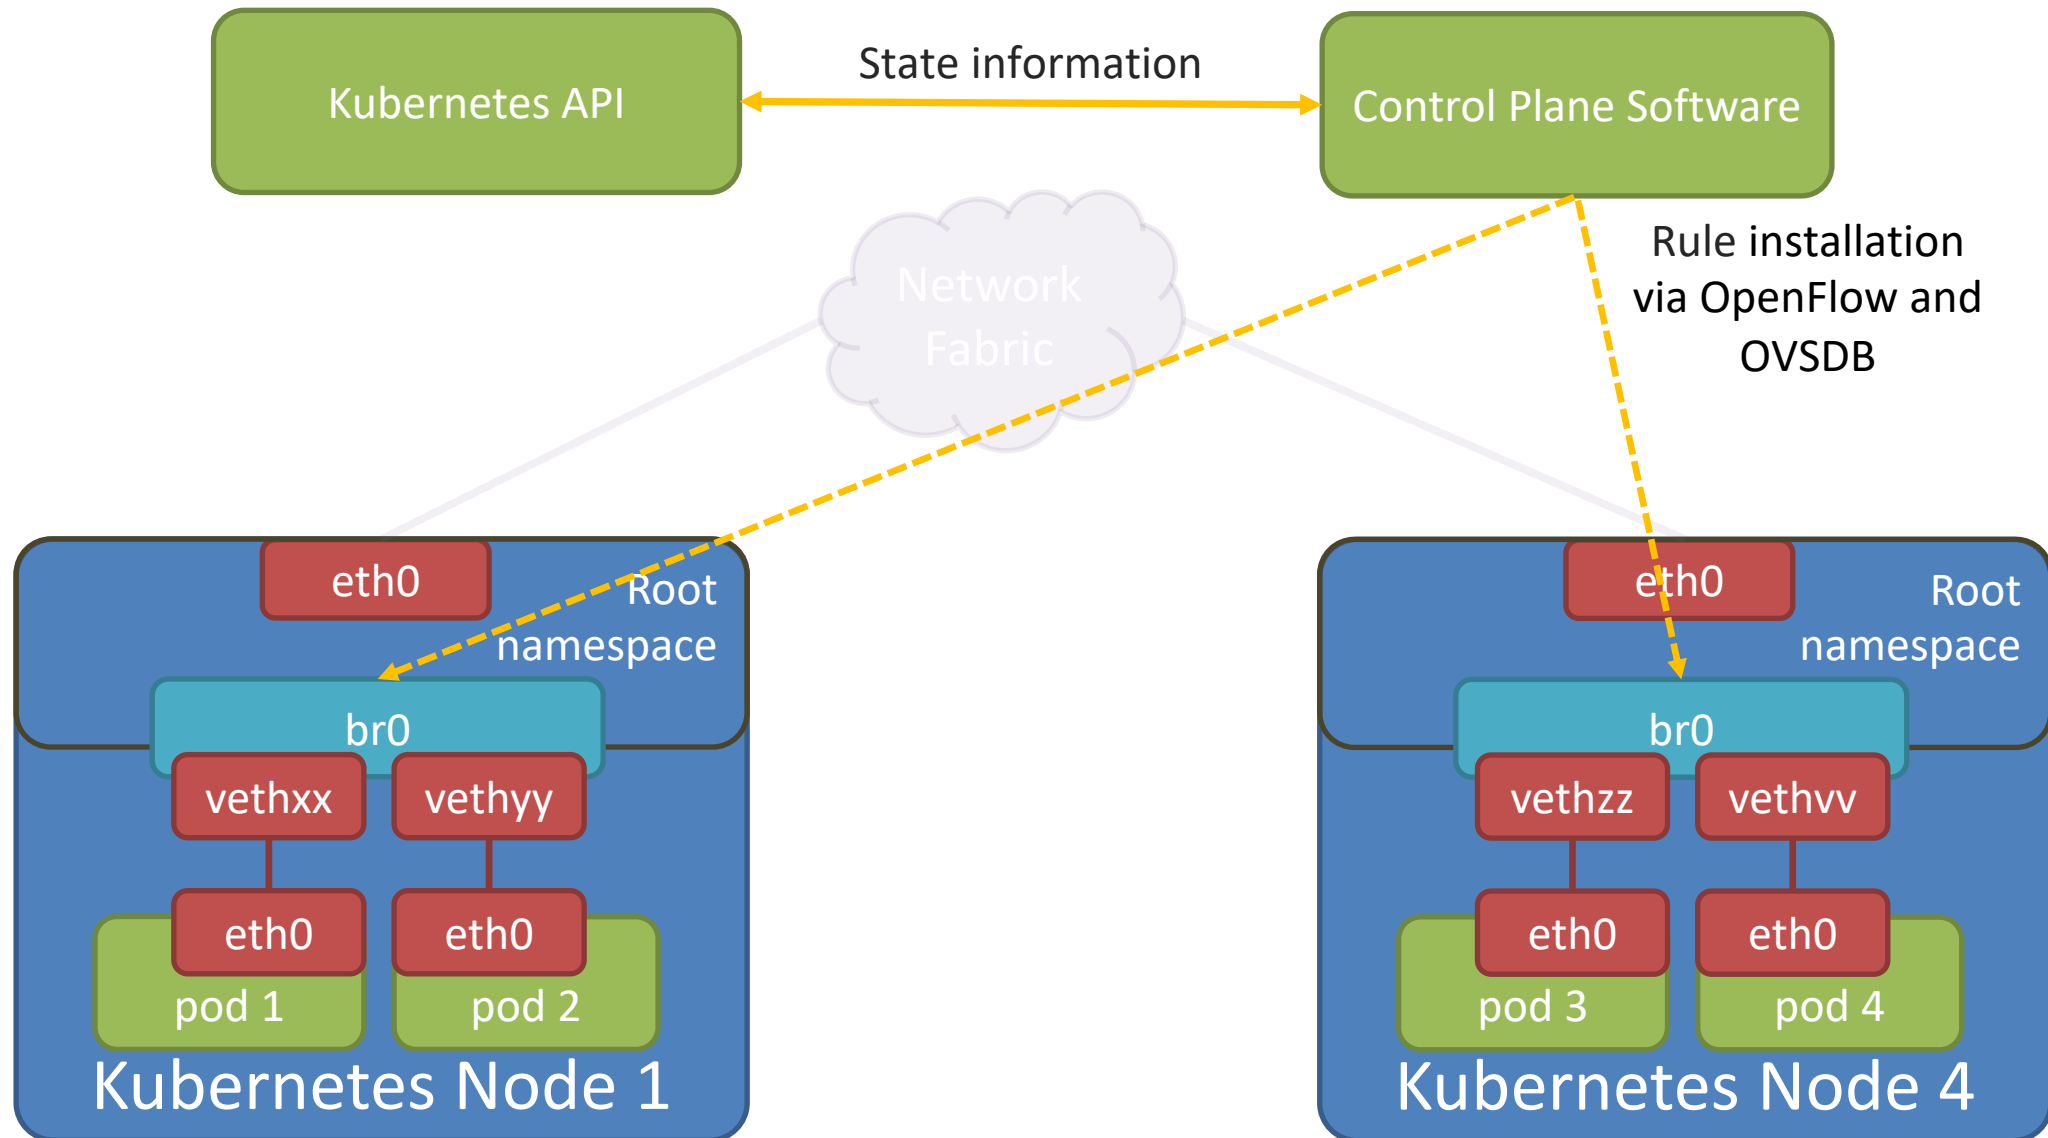 Kubernetes API
State information
Control Plane Software
Network
Fabric
Rule installation
via OpenFlow and
OVSDB
eth0
Root
namespace
br0
vethxx
vethyy
eth0
eth0
pod 1
pod 2
Kubernetes Node 1
eth0
Root
namespace
br0
vethzz
vethvv
eth0
eth0
pod 3
pod 4
Kubernetes Node 4